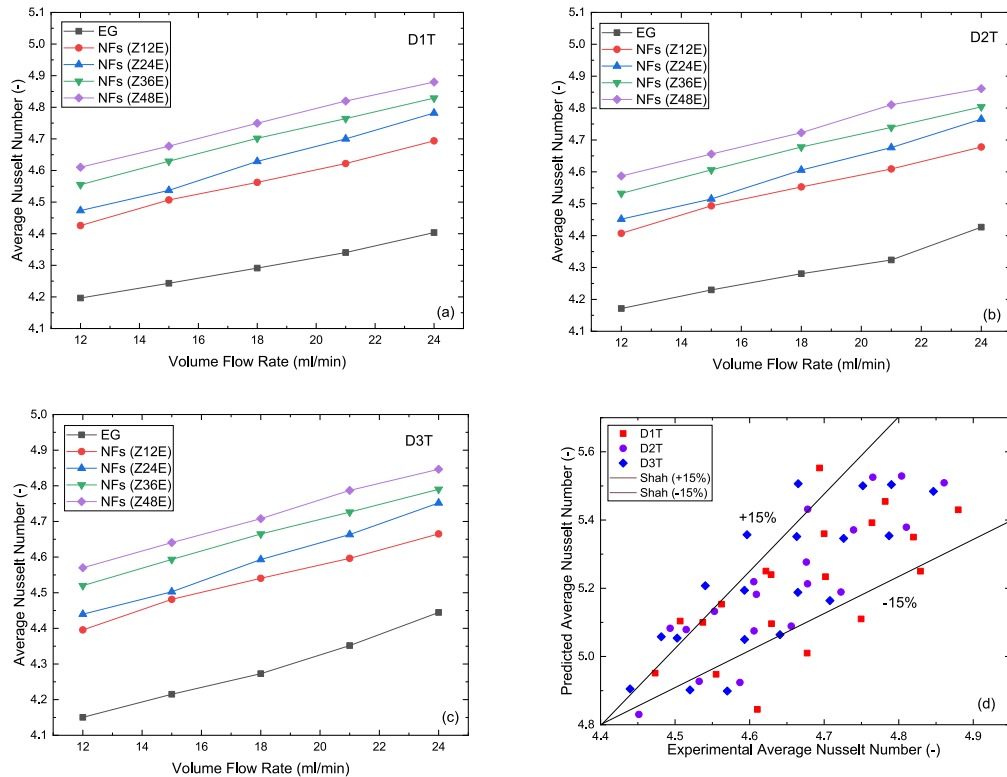 EG
NFs (Z12E)
NFs (Z24E)
NFs (Z36E)
NFs (Z48E)
D1T
5.1
5.0
4.9
4.8
4.7
4.6
4.5
4.4
4.3
4.2
4.1
Average Nusselt Number (-)
(a)
12 14 16 18 20 22 24
Volume Flow Rate (ml/min)
EG
NFs (Z12E)
NFs (Z24E)
NFs (Z36E)
NFs (Z48E)
D2T
5.1
5.0
4.9
4.8
4.7
4.6
4.5
4.4
4.3
4.2
4.1
Average Nusselt Number (-)
(b)
12 14 16 18 20 22 24
Volume Flow Rate (ml/min)
EG
NFs (Z12E)
NFs (Z24E)
NFs (Z36E)
NFs (Z48E)
D3T
5.0
4.9
4.8
4.7
4.6
4.5
4.4
4.3
4.2
4.1
Average Nusselt Number (-)
(c)
12 14 16 18 20 22 24
Volume Flow Rate (ml/min)
D1T
D2T
D3T
Shah (+15%)
Shah (-15%)
+15%
-15%
5.6
5.4
5.2
5.0
4.8
Predicted Average Nusselt Number (-)
(d)
4.4 4.5 4.6 4.7 4.8 4.9
Experimental Average Nusselt Number (-)